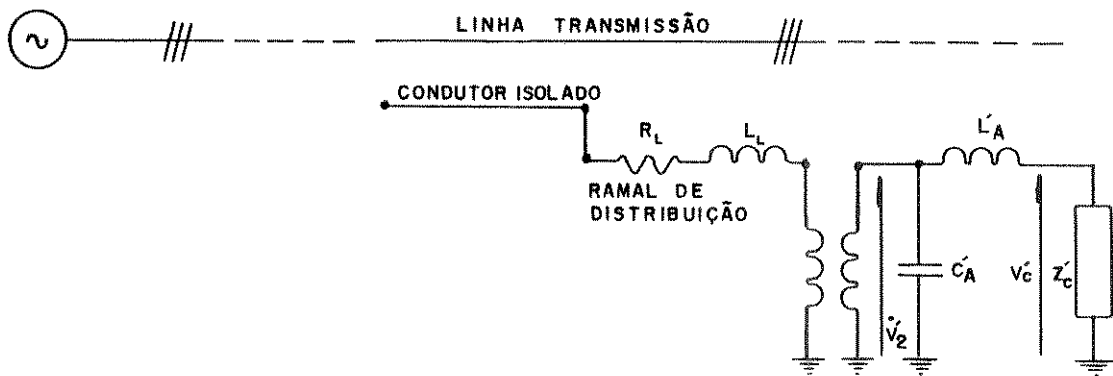 LINHA TRANSMISSÃO
CONDUTOR ISOLADO
R_L
L_L
L'_A
RAMAL DE
DISTRIBUIÇÃO
C'_A
V'_C
Z'_C
V̇'_2